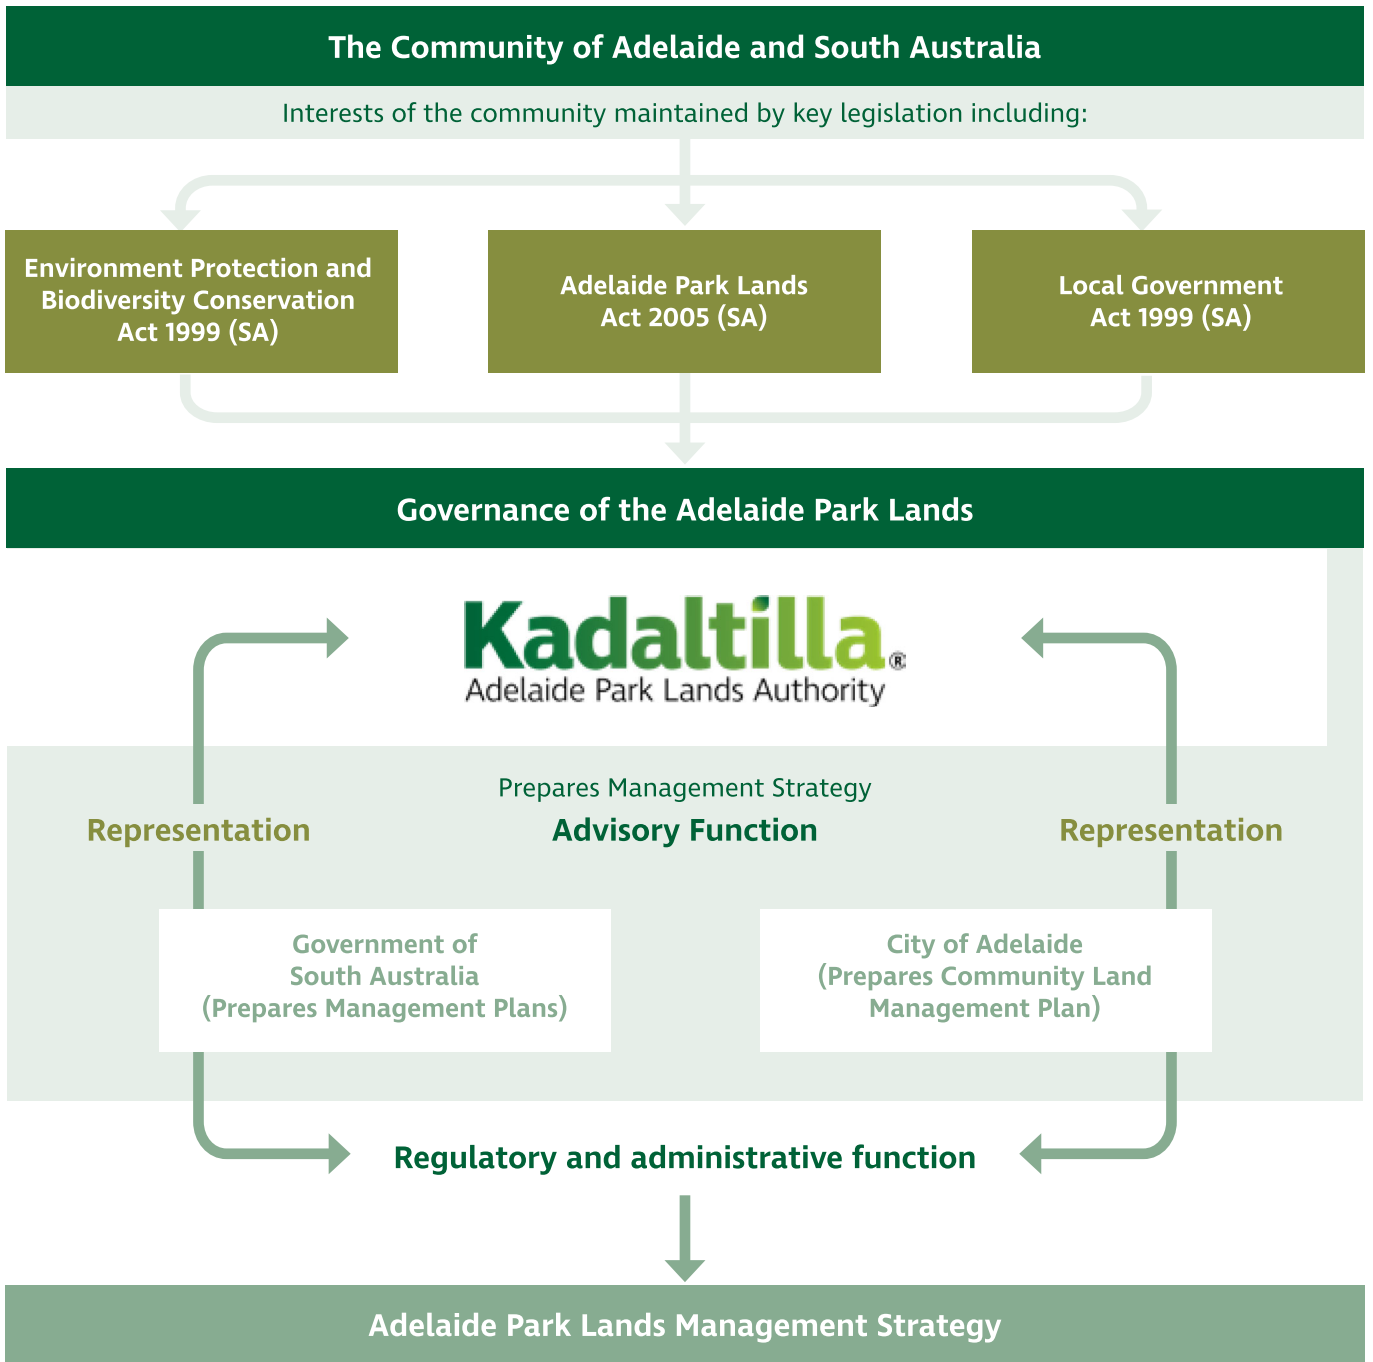 The Community of Adelaide and South Australia
Interests of the community maintained by key legislation including:
Environment Protection and
Biodiversity Conservation
Act 1999 (SA)
Adelaide Park Lands
Act 2005 (SA)
Local Government
Act 1999 (SA)
Governance of the Adelaide Park Lands
Kadaltilla®
Adelaide Park Lands Authority
Prepares Management Strategy
Representation
Advisory Function
Representation
Government of
South Australia
(Prepares Management Plans)
City of Adelaide
(Prepares Community Land
Management Plan)
Regulatory and administrative function
Adelaide Park Lands Management Strategy